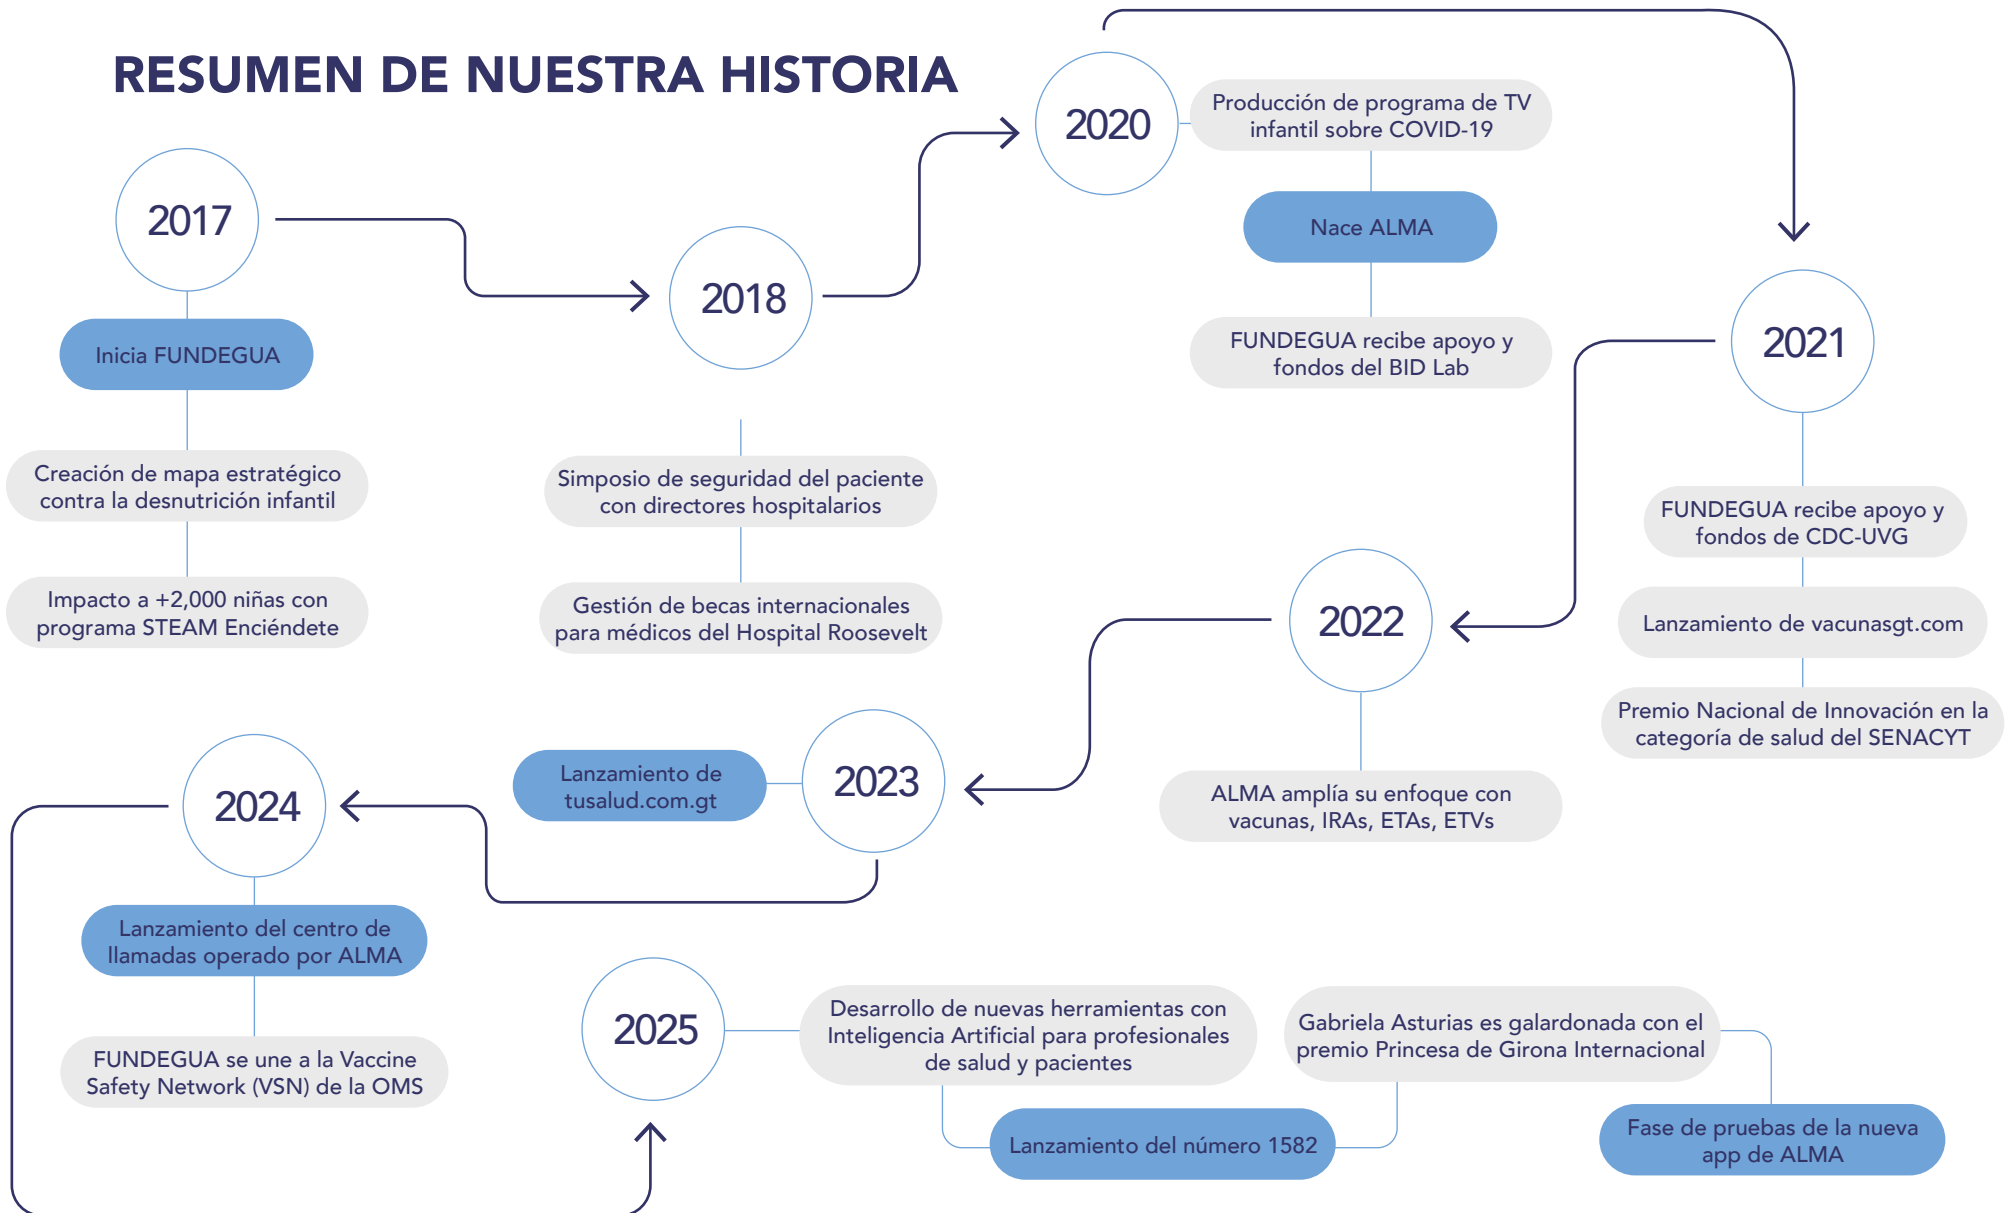 RESUMEN DE NUESTRA HISTORIA
2017
Inicia FUNDEGUA
Creación de mapa estratégico
contra la desnutrición infantil
Impacto a +2,000 niñas con
programa STEAM Enciéndete
2018
Simposio de seguridad del paciente
con directores hospitalarios
Gestión de becas internacionales
para médicos del Hospital Roosevelt
2020
Producción de programa de TV
infantil sobre COVID-19
Nace ALMA
FUNDEGUA recibe apoyo y
fondos del BID Lab
2021
FUNDEGUA recibe apoyo y
fondos de CDC-UVG
Lanzamiento de vacunasgt.com
Premio Nacional de Innovación en la
categoría de salud del SENACYT
2022
ALMA amplía su enfoque con
vacunas, IRAs, ETAs, ETVs
2023
Lanzamiento de
tusalud.com.gt
2024
Lanzamiento del centro de
llamadas operado por ALMA
FUNDEGUA se une a la Vaccine
Safety Network (VSN) de la OMS
2025
Desarrollo de nuevas herramientas con
Inteligencia Artificial para profesionales
de salud y pacientes
Lanzamiento del número 1582
Gabriela Asturias es galardonada con el
premio Princesa de Girona Internacional
Fase de pruebas de la nueva
app de ALMA